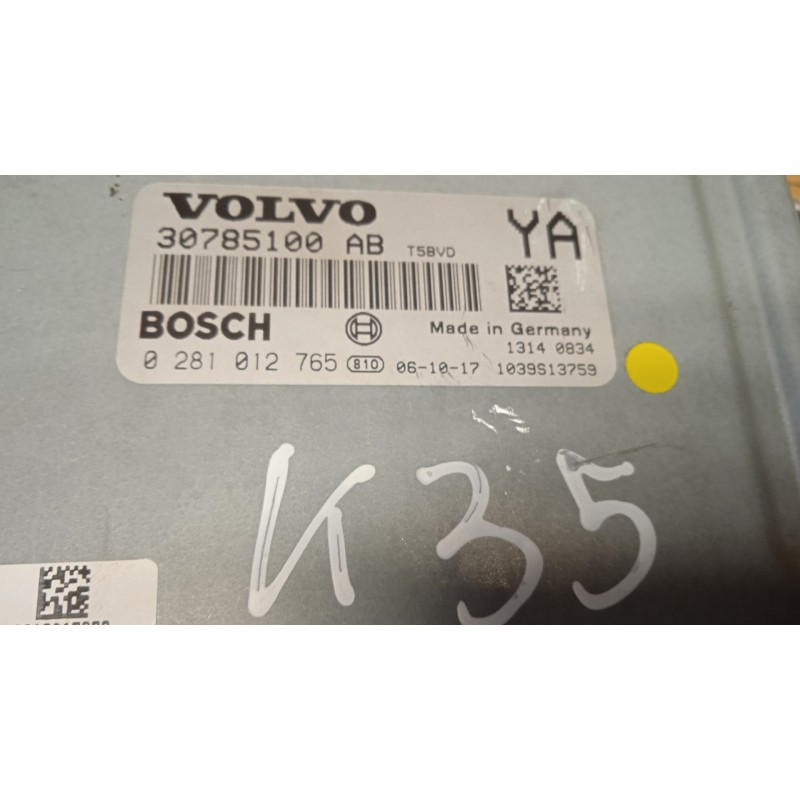 VOLVO
YA
30785100 AB T5BVD
BOSCH
Made in Germany
1314 0834
0 281 012 765 810 06-10-17 1039S13759
K35